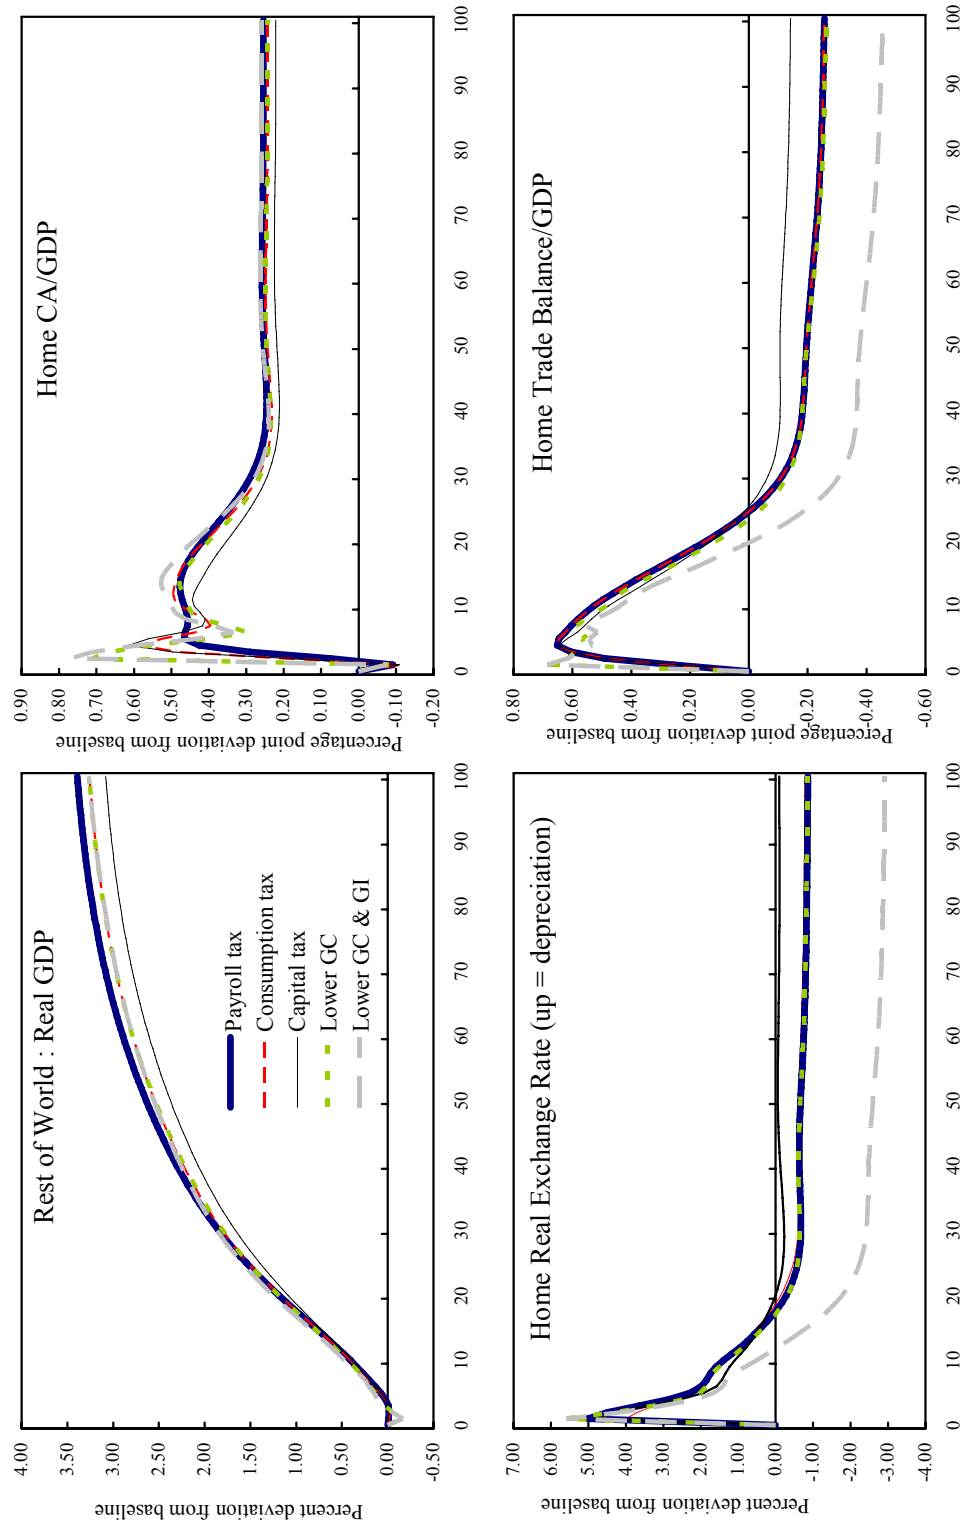 Rest of World : Real GDP
Percent deviation from baseline
4.00
3.50
3.00
2.50
2.00
1.50
1.00
0.50
0.00
-0.50
0 10 20 30 40 50 60 70 80 90 100
Payroll tax
Consumption tax
Capital tax
Lower GC
Lower GC & GI
Home CA/GDP
Percentage point deviation from baseline
0.90
0.80
0.70
0.60
0.50
0.40
0.30
0.20
0.10
0.00
-0.10
-0.20
0 10 20 30 40 50 60 70 80 90 100
Home Real Exchange Rate (up = depreciation)
Percent deviation from baseline
7.00
6.00
5.00
4.00
3.00
2.00
1.00
0.00
-1.00
-2.00
-3.00
-4.00
0 10 20 30 40 50 60 70 80 90 100
Home Trade Balance/GDP
Percentage point deviation from baseline
0.80
0.60
0.40
0.20
0.00
-0.20
-0.40
-0.60
0 10 20 30 40 50 60 70 80 90 100